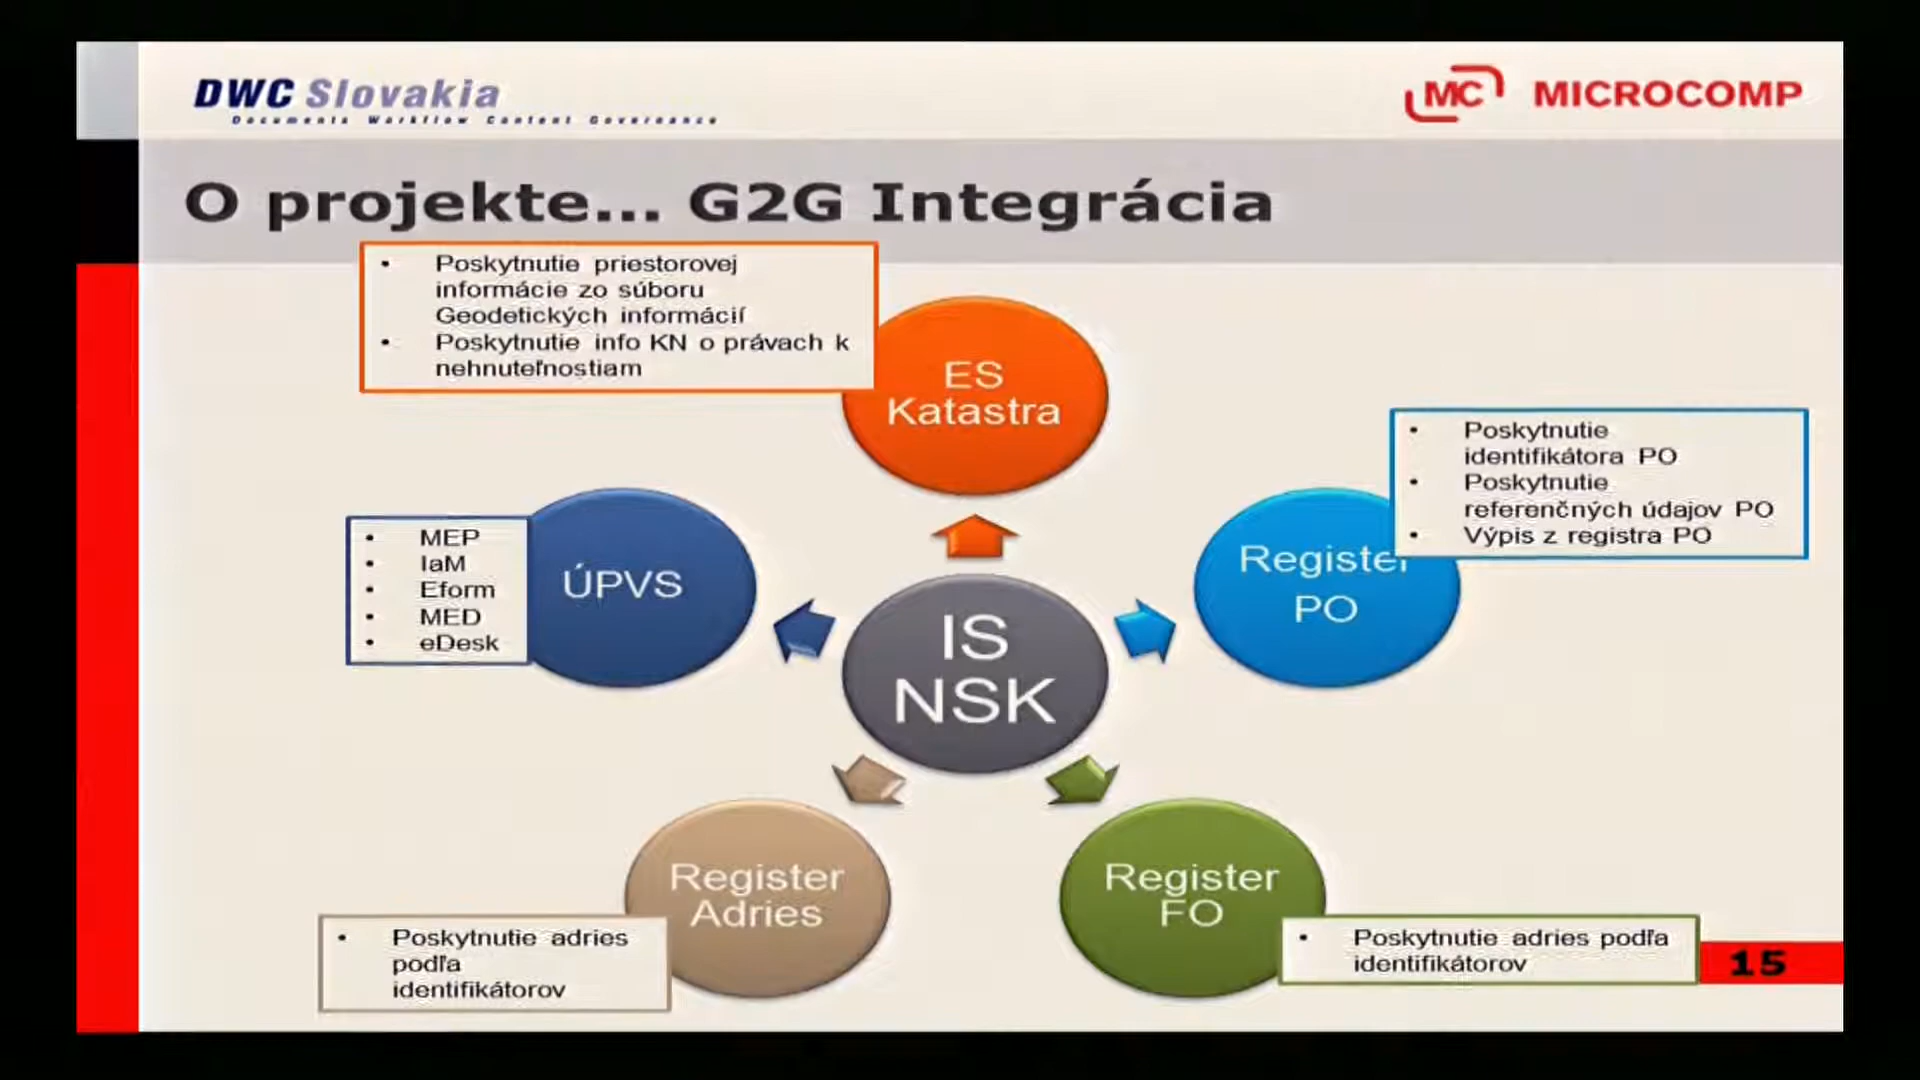 DWC Slovakia
Documents Workflow Content Governance
MC MICROCOMP
O projekte... G2G Integrácia
• Poskytnutie priestorovej
informácie zo súboru
Geodetických informácií
• Poskytnutie info KN o právach k
nehnuteľnostiam
ES
Katastra
• Poskytnutie
identifikátora PO
• Poskytnutie
referenčných údajov PO
• Výpis z registra PO
Register
PO
• MEP
• IaM
• Eform
• MED
• eDesk
ÚPVS
IS
NSK
Register
Adries
• Poskytnutie adries
podľa
identifikátorov
Register
FO
• Poskytnutie adries podľa
identifikátorov
15